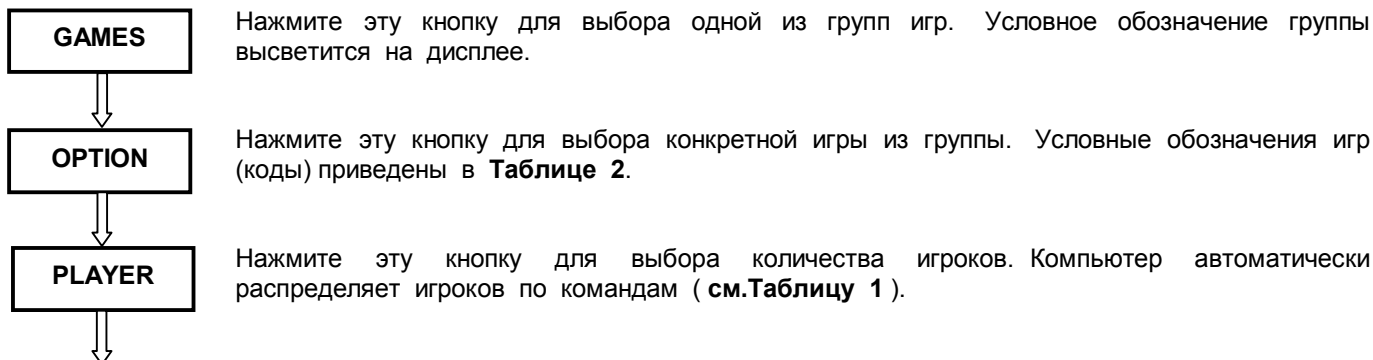 GAMES
Нажмите эту кнопку для выбора одной из групп игр. Условное обозначение группы
высветится на дисплее.
OPTION
Нажмите эту кнопку для выбора конкретной игры из группы. Условные обозначения игр
(коды) приведены в Таблице 2.
PLAYER
Нажмите эту кнопку для выбора количества игроков. Компьютер автоматически
распределяет игроков по командам ( см.Таблицу 1 ).